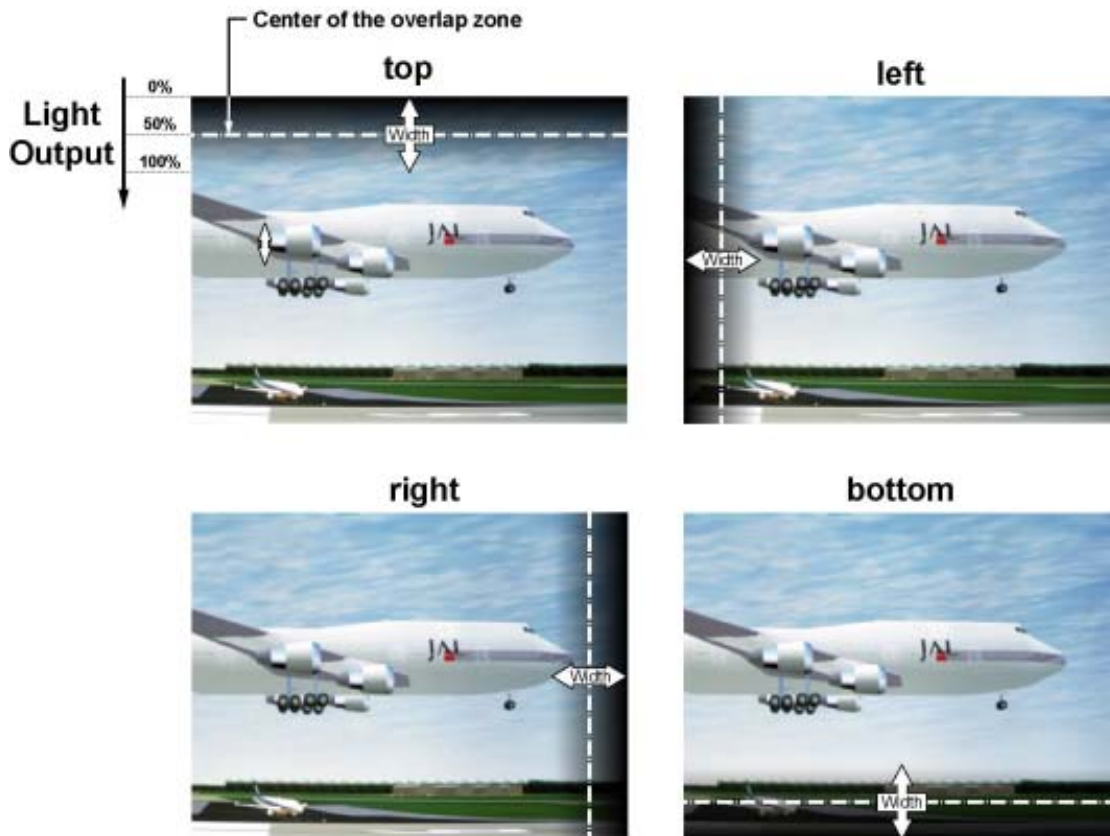 Center of the overlap zone
top
left
0%
50%
100%
Light
Output
Width
JAL
Width
JAL
right
bottom
JAL
Width
JAL
Width